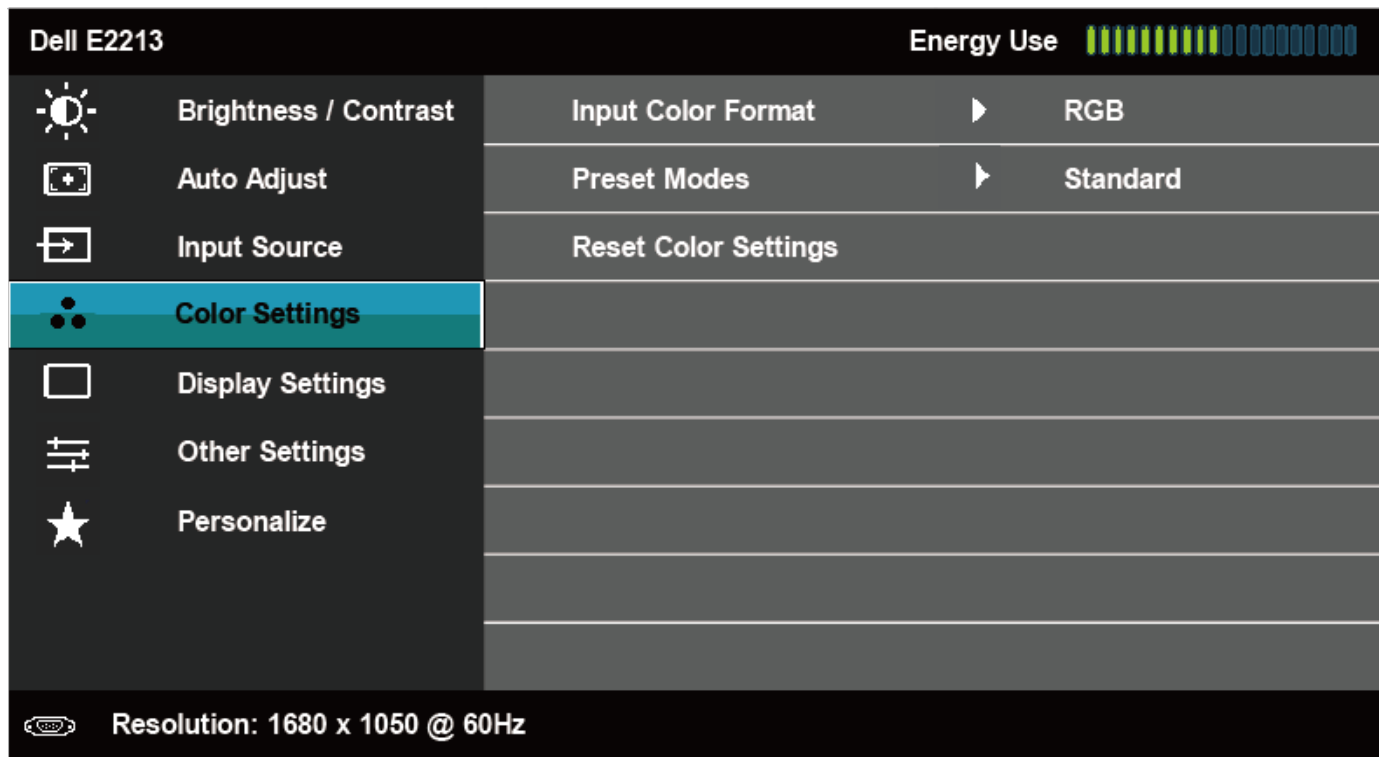 Dell E2213 Energy Use
Brightness / Contrast Input Color Format RGB
Auto Adjust Preset Modes Standard
Input Source Reset Color Settings
Color Settings
Display Settings
Other Settings
Personalize
Resolution: 1680 x 1050 @ 60Hz